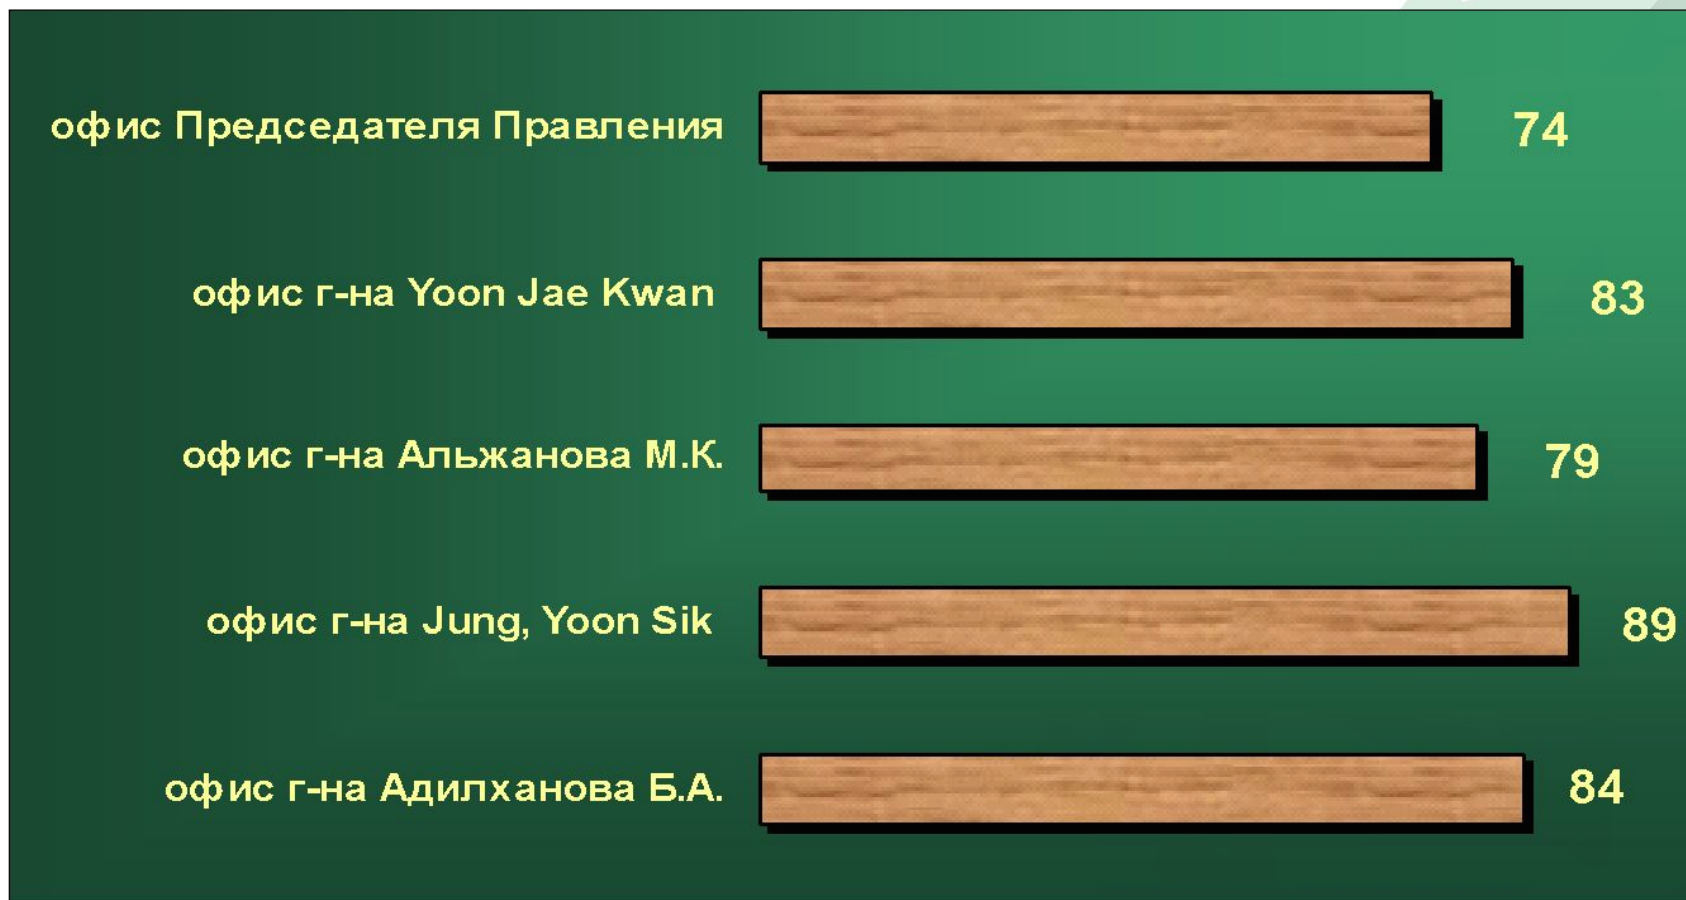 офис Председателя Правления 74
офис г-на Yoon Jae Kwan 83
офис г-на Альжанова М.К. 79
офис г-на Jung, Yoon Sik 89
офис г-на Адилханова Б.А. 84